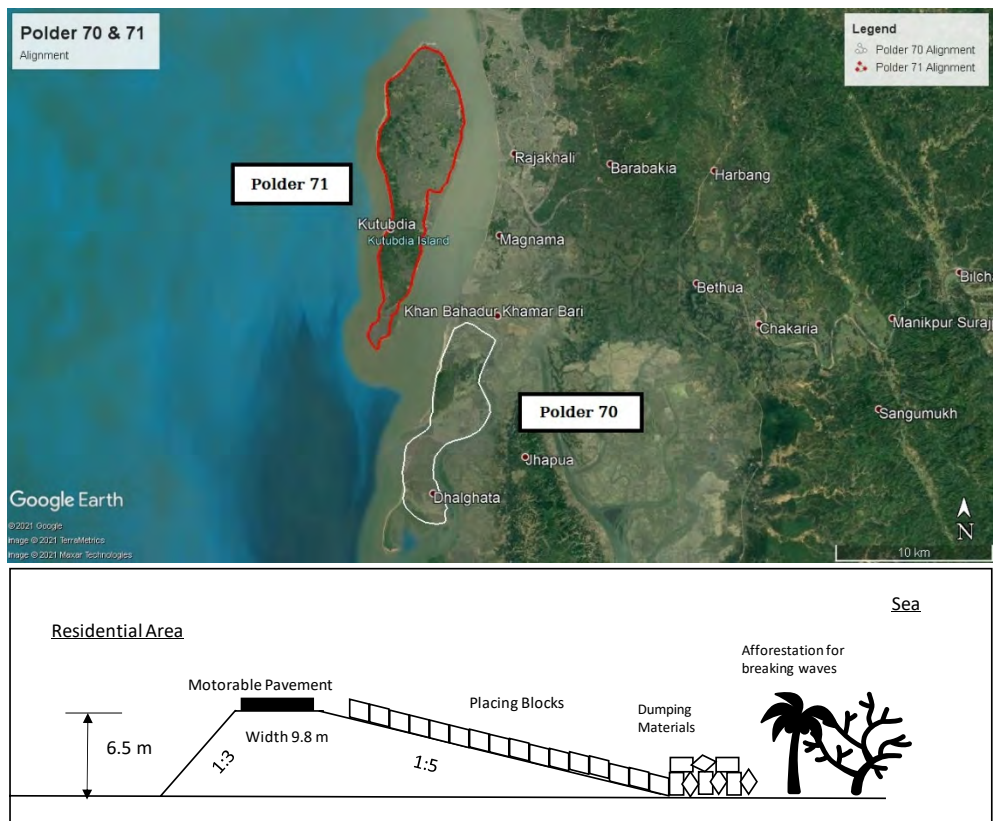 Polder 70 & 71
Alignment
Legend
Polder 70 Alignment
Polder 71 Alignment
Rajakhali
Barabakia
Harbang
Polder 71
Kutubdia
Kutubdia Island
Magnama
Bilch
Bethua
Khan Bahadur Khamar Bari
Chakaria
Manikpur Suraj
Polder 70
Sangumukh
Jhapua
Dhalghata
Google Earth
©2021 Google
Image © 2021 TerraMetrics
Image © 2021 Maxar Technologies
N
10 km
Sea
Residential Area
Afforestation for
breaking waves
Motorable Pavement
Placing Blocks
Dumping
Materials
6.5 m
Width 9.8 m
1:3
1:5